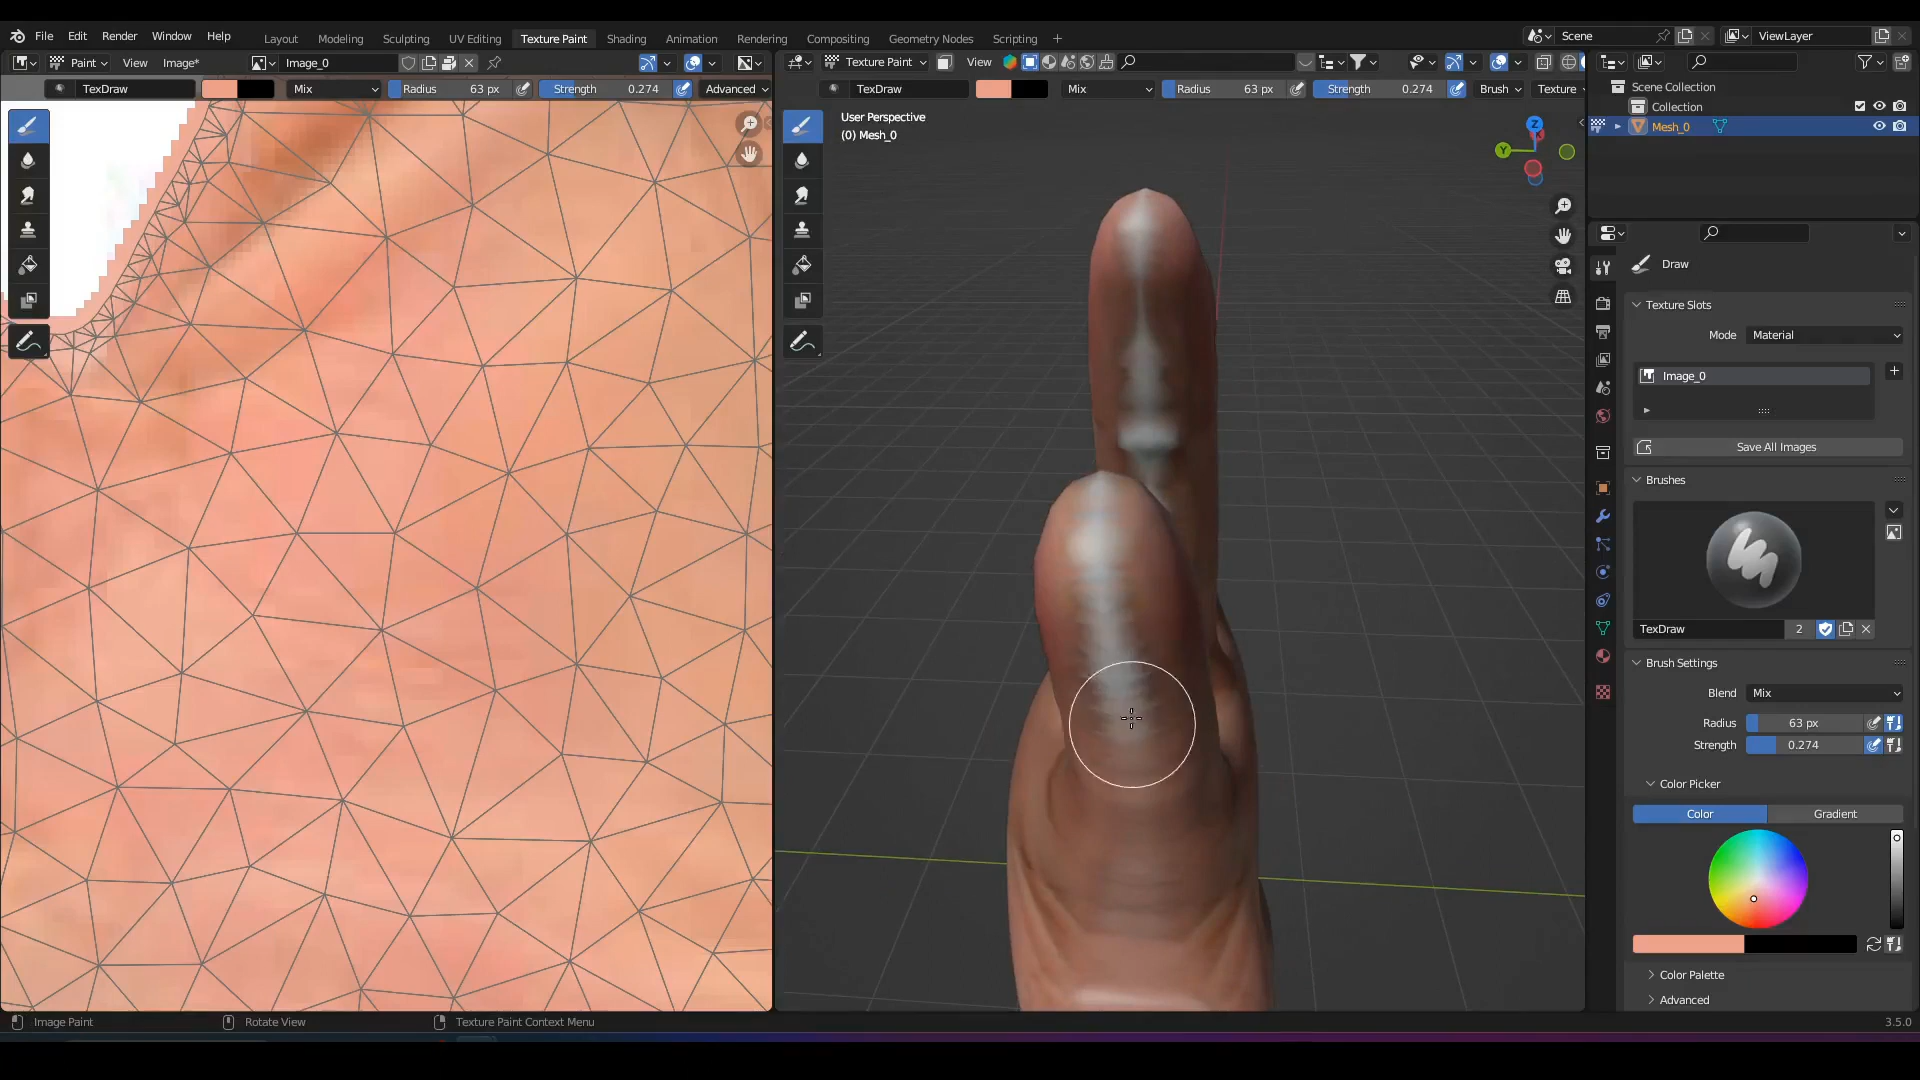 File Edit Render Window Help Layout Modeling Sculpting UV Editing Texture Paint Shading Animation Rendering Compositing Geometry Nodes Scripting + Scene ViewLayer
Paint View Image* Image_0 Texture Paint View
TexDraw Mix Radius 63 px Strength 0.274 Advanced TexDraw Mix Radius 63 px Strength 0.274 Brush Texture
Scene Collection
Collection
Mesh_0
User Perspective
(0) Mesh_0
Z
X
Y
Draw
Texture Slots
Mode Material
Image_0
Save All Images
Brushes
TexDraw 2
Brush Settings
Blend Mix
Radius 63 px
Strength 0.274
Color Picker
Color Gradient
Color Palette
Advanced
Image Paint Rotate View Texture Paint Context Menu 3.5.0